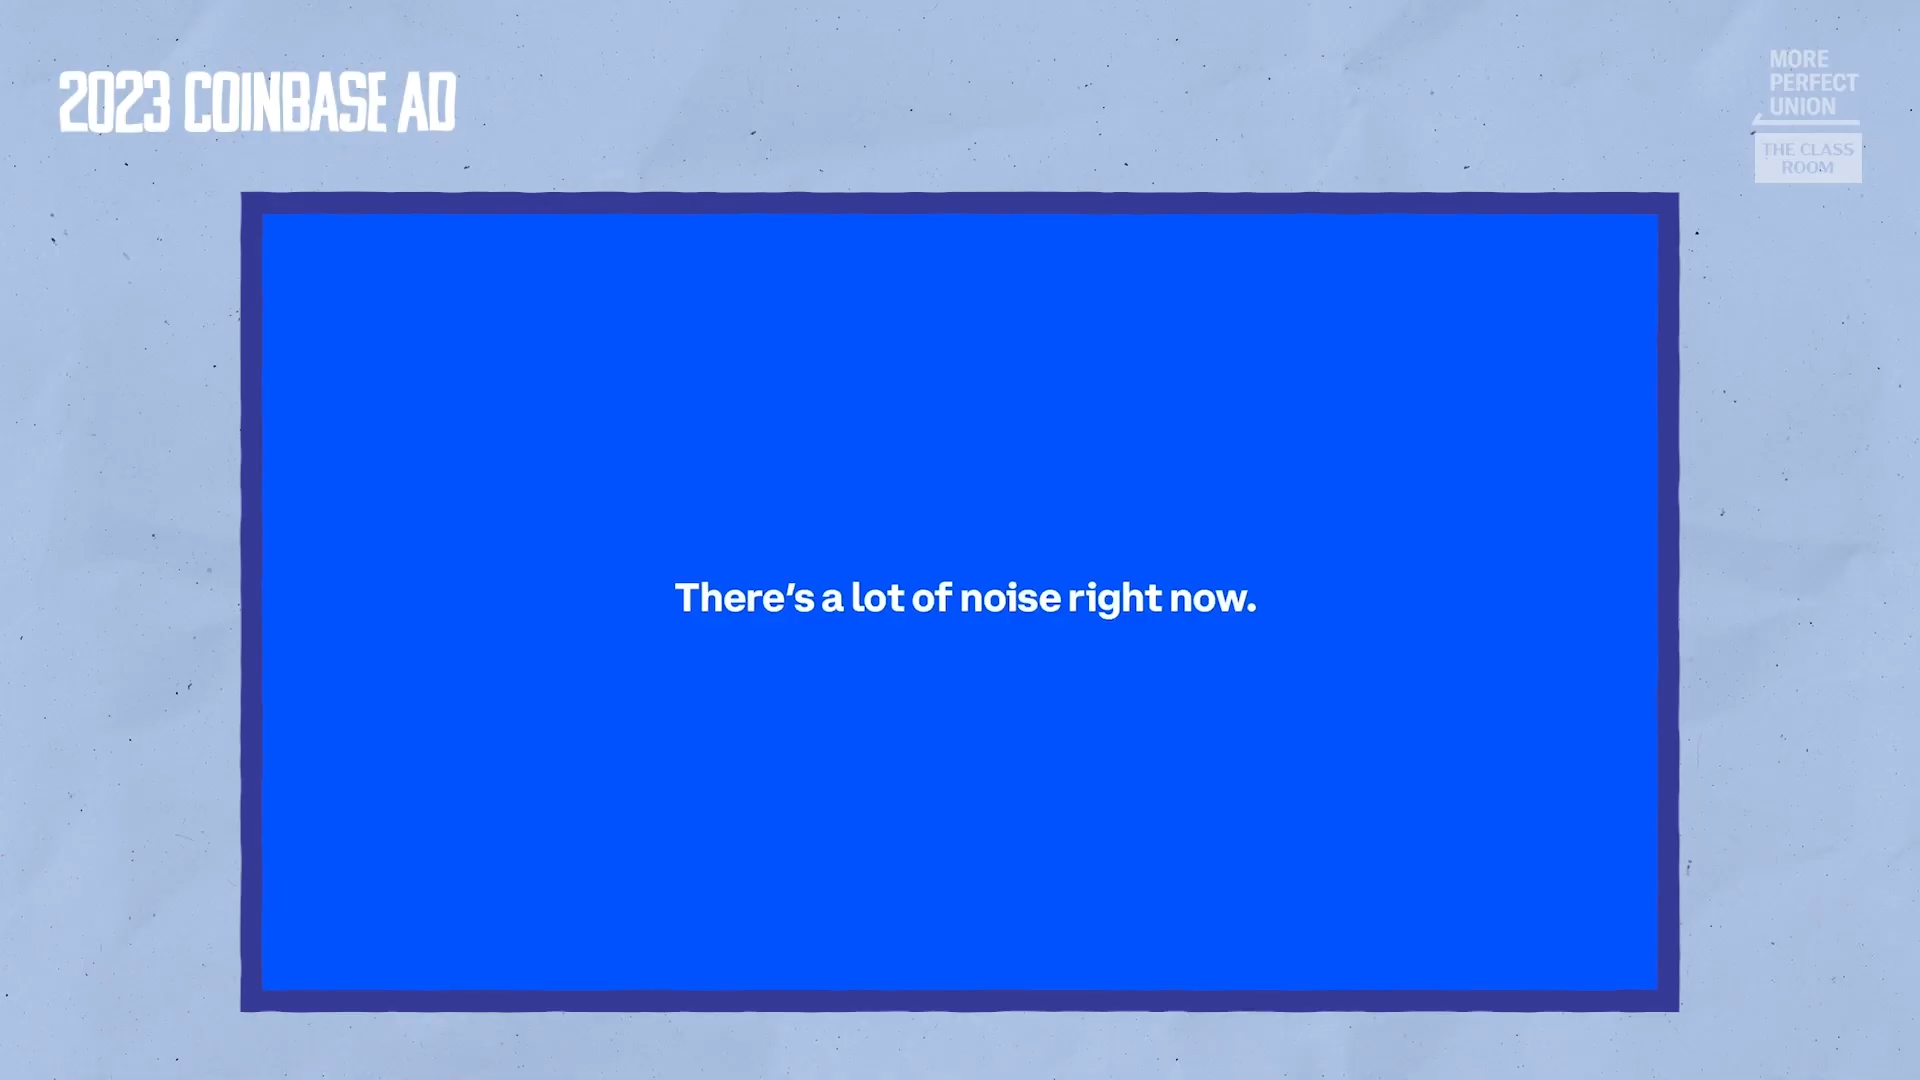 2023 COINBASE AD
MORE
PERFECT
UNION
THE CLASS
ROOM
There's a lot of noise right now.